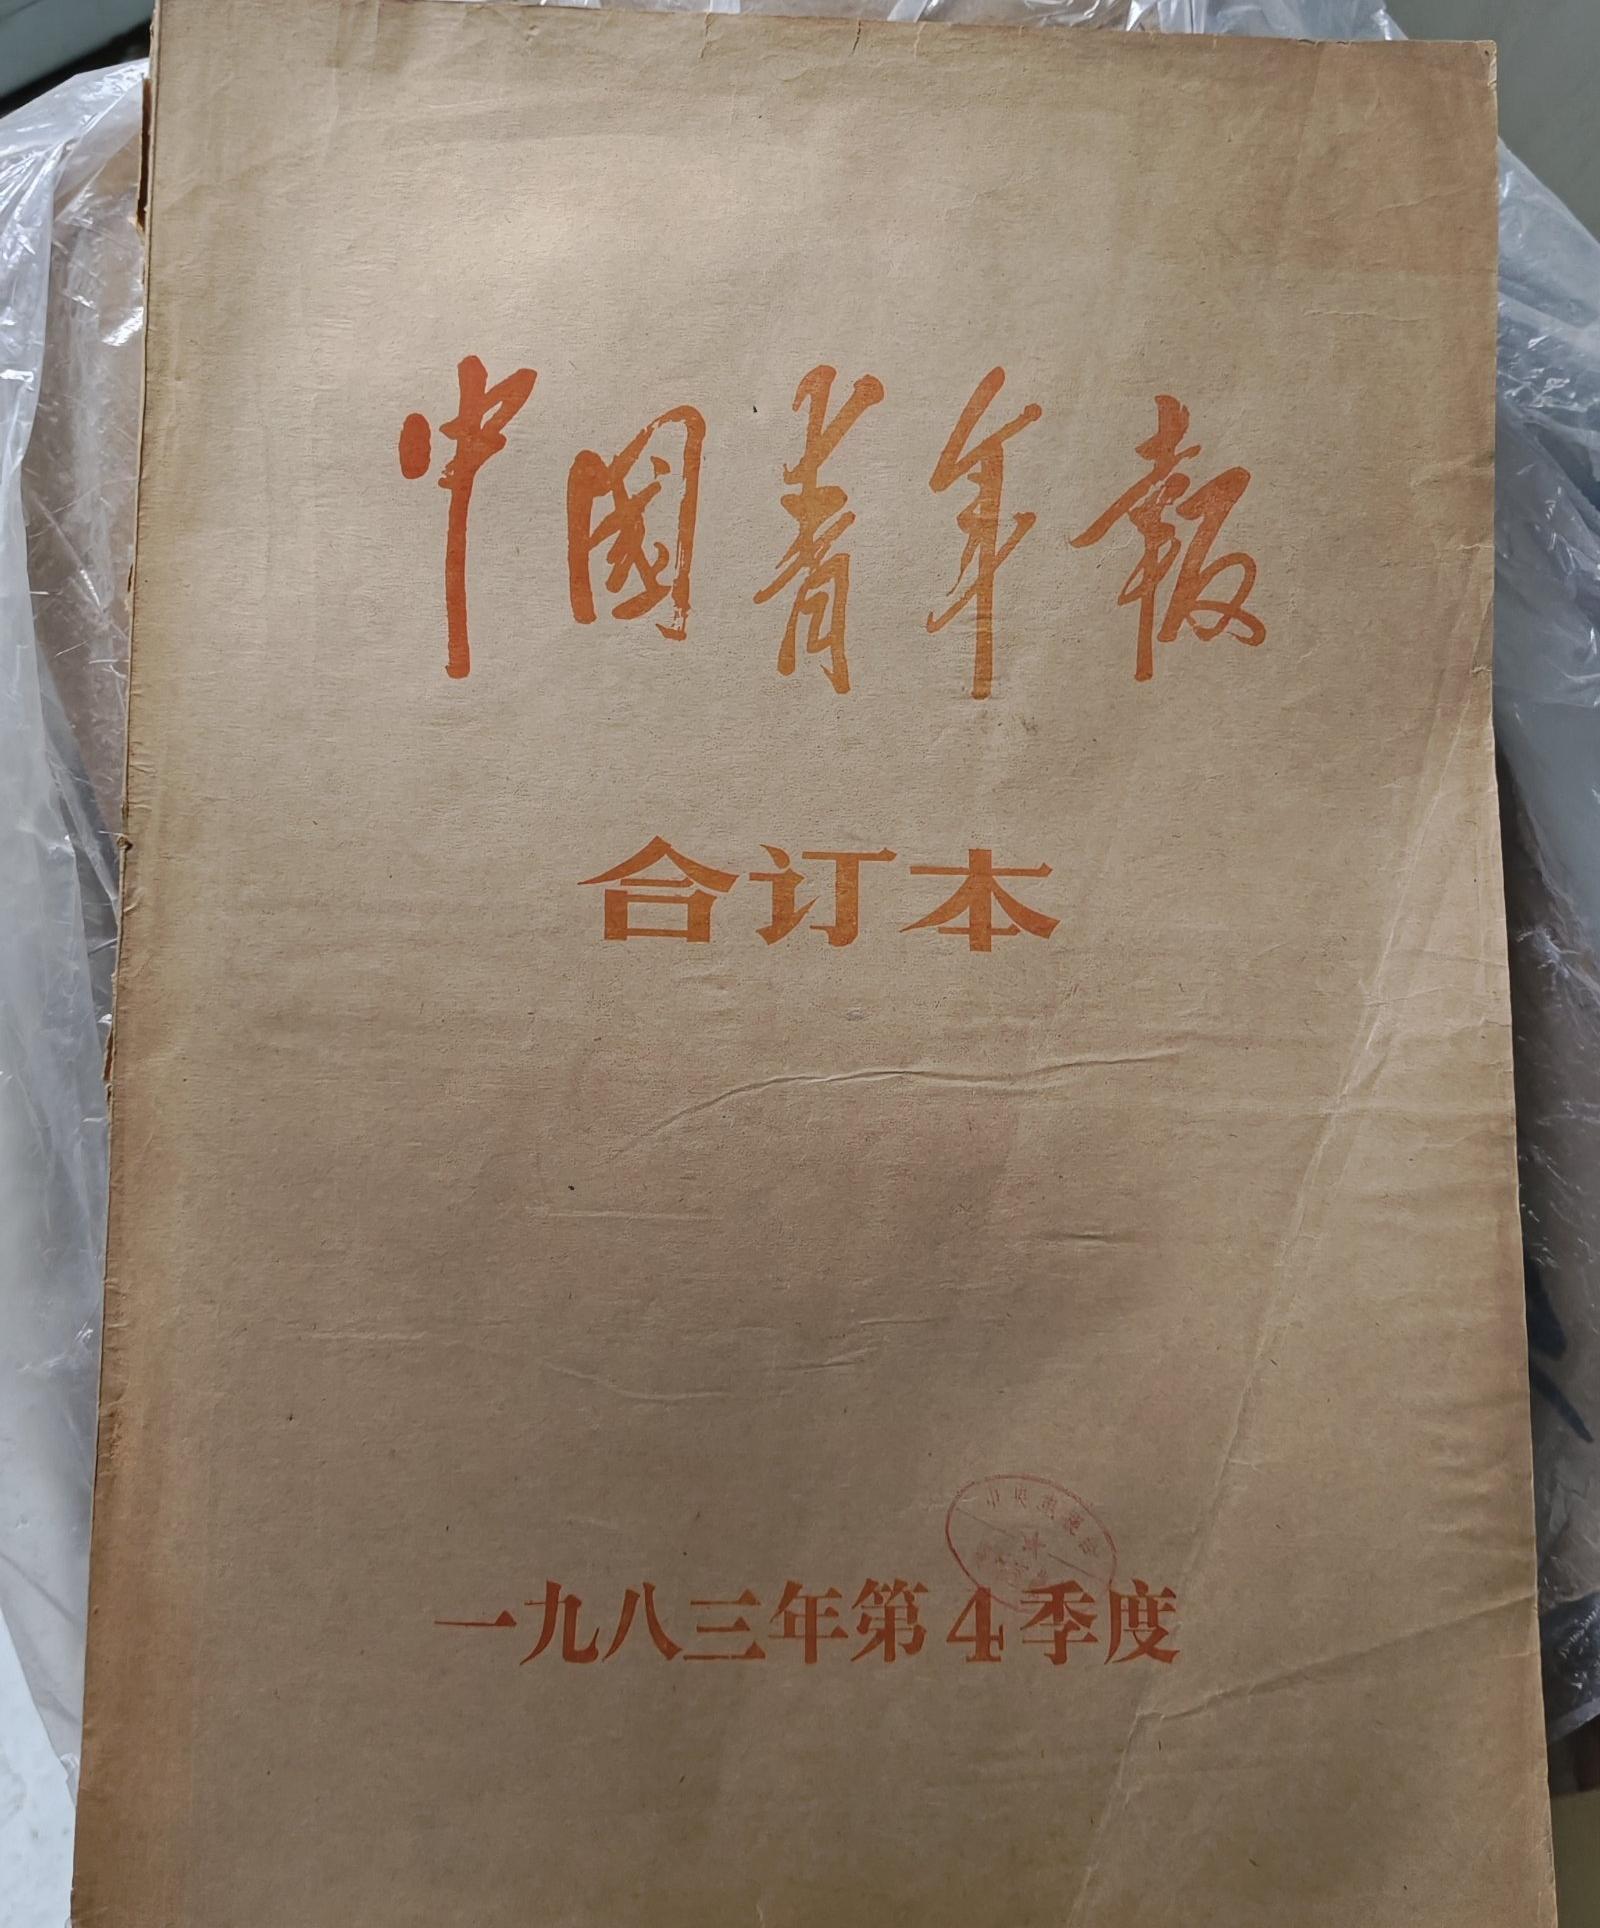 中國青年報
合订本
一九八三年第4季度